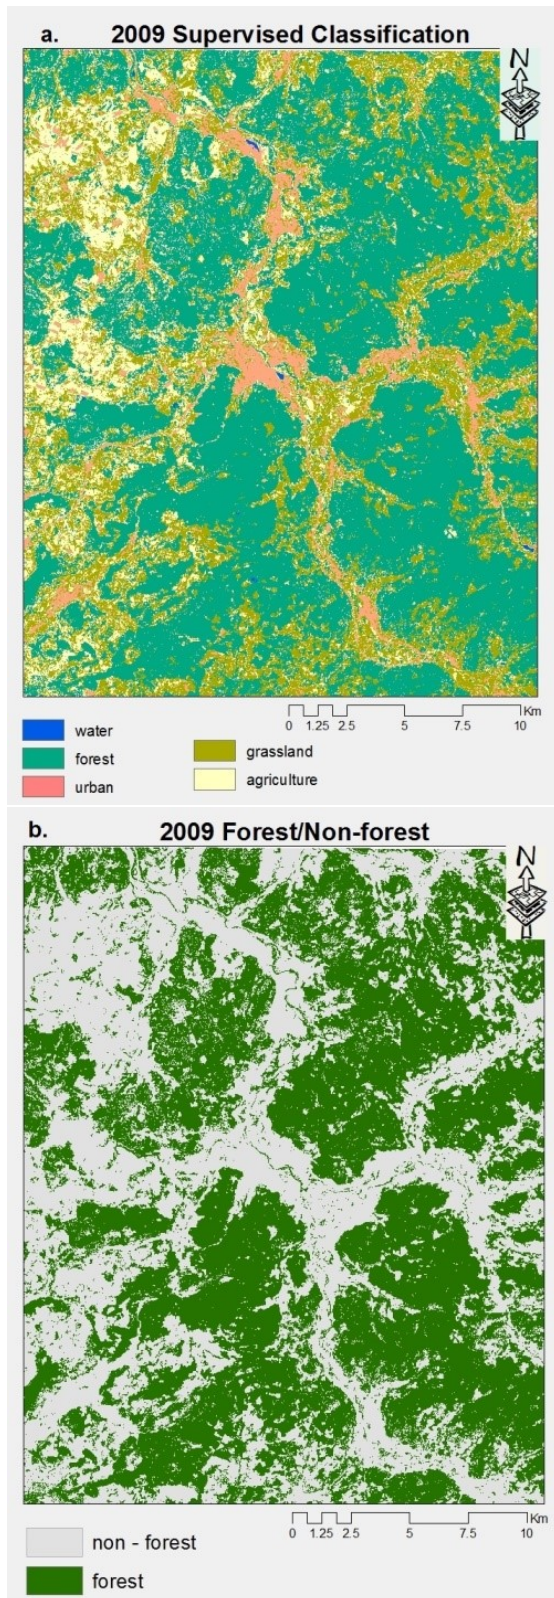 a. 2009 Supervised Classification
N
Km
0 1.25 2.5 5 7.5 10
water
forest
urban
grassland
agriculture
b. 2009 Forest/Non-forest
N
Km
0 1.25 2.5 5 7.5 10
non - forest
forest